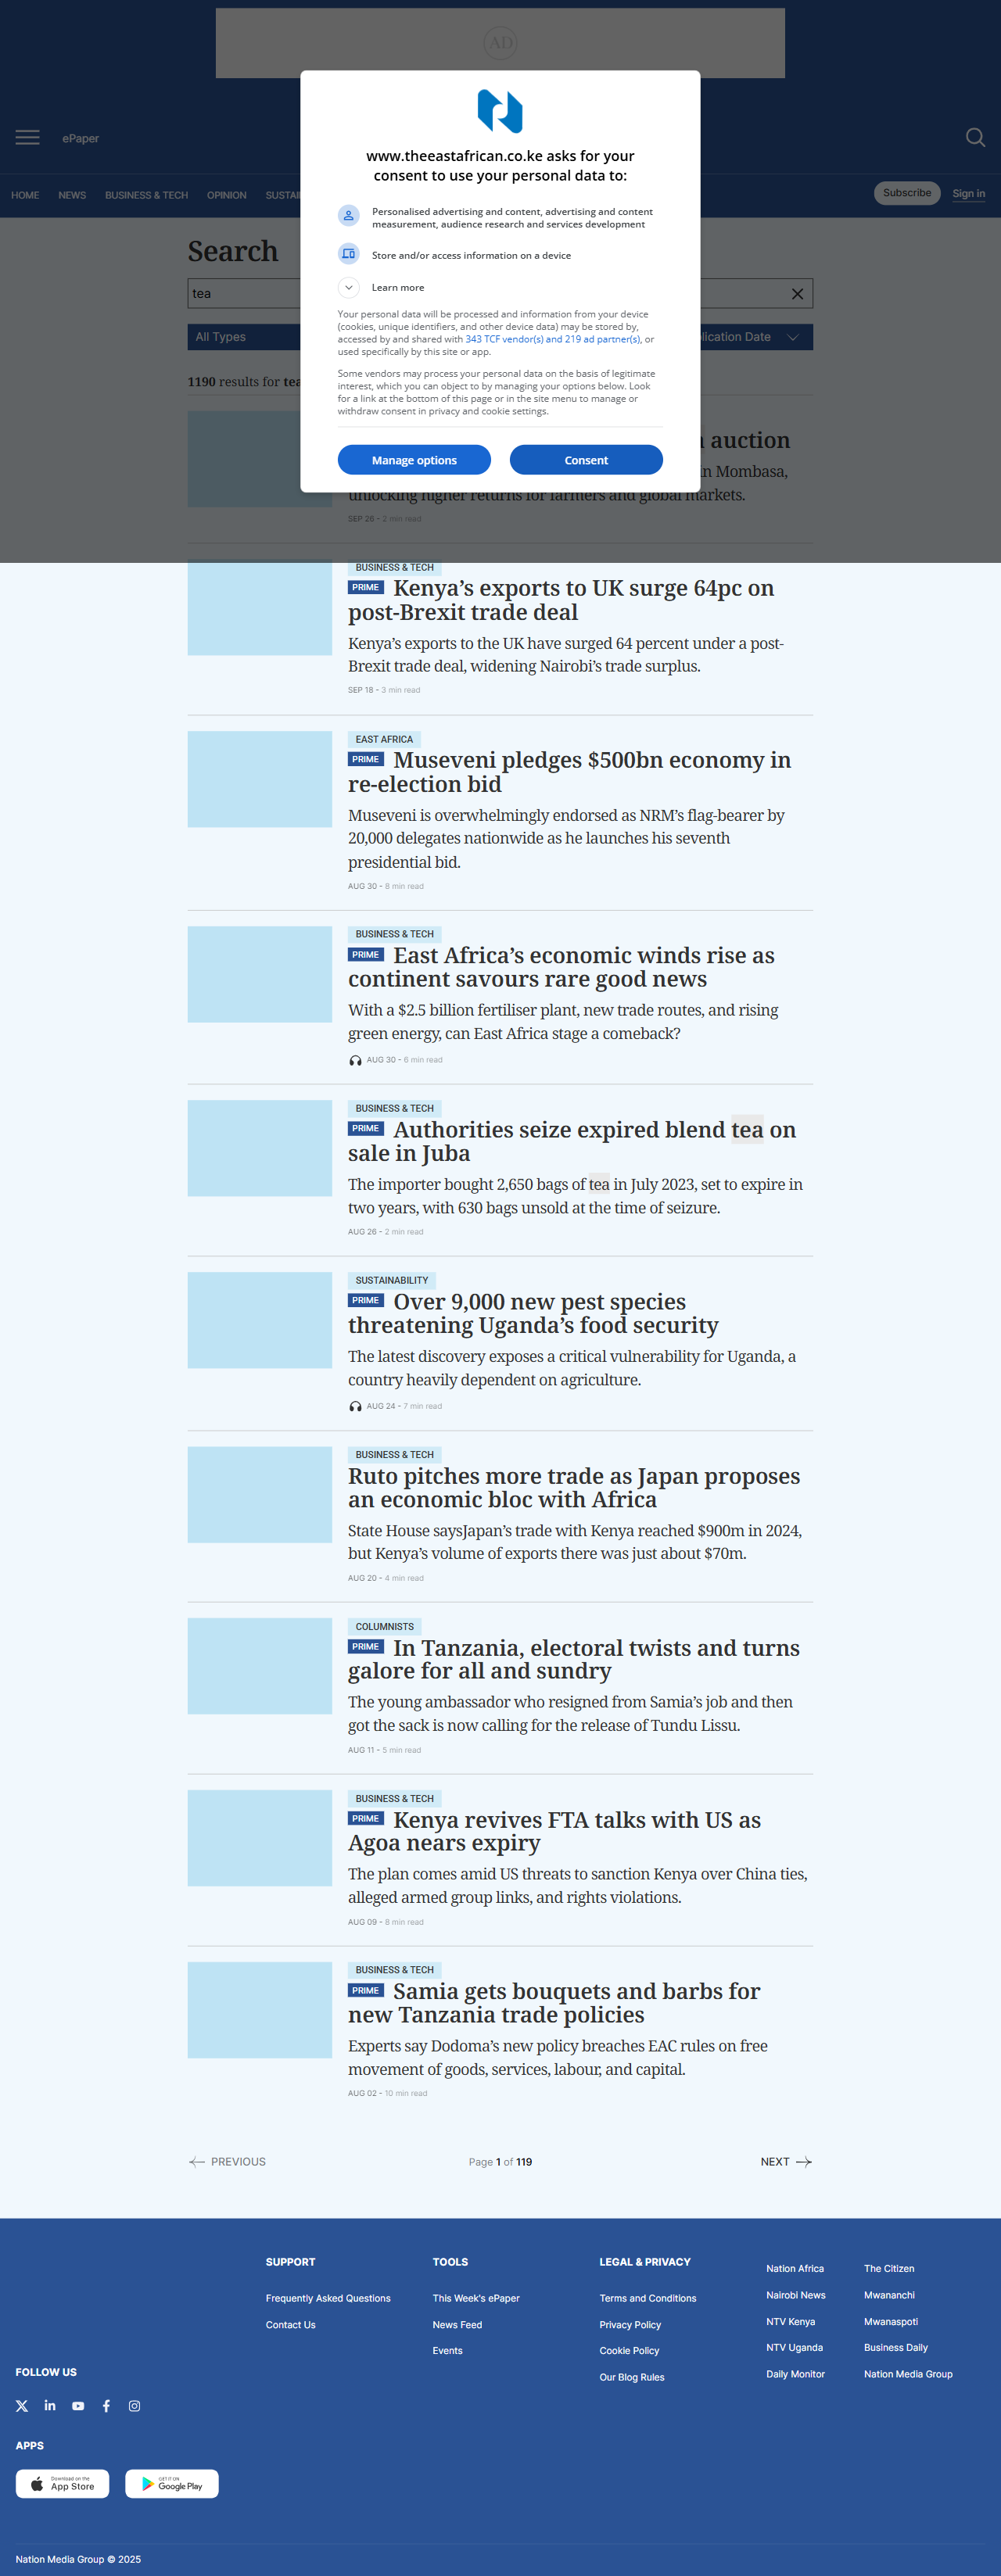 AD
ePaper
HOME NEWS BUSINESS & TECH OPINION SUSTAI
Subscribe Sign in
www.theeastafrican.co.ke asks for your
consent to use your personal data to:
Personalised advertising and content, advertising and content
measurement, audience research and services development
Store and/or access information on a device
Learn more
Your personal data will be processed and information from your device
(cookies, unique identifiers, and other device data) may be stored by,
accessed by and shared with 343 TCF vendor(s) and 219 ad partner(s), or
used specifically by this site or app.
Some vendors may process your personal data on the basis of legitimate
interest, which you can object to by managing your options below. Look
for a link at the bottom of this page or in the site menu to manage or
withdraw consent in privacy and cookie settings.
Manage options Consent
Search
tea
All Types lication Date
1190 results for tea
auction
in Mombasa,
unlocking higher returns for farmers and global markets.
SEP 26 - 2 min read
BUSINESS & TECH
PRIME Kenya’s exports to UK surge 64pc on
post-Brexit trade deal
Kenya’s exports to the UK have surged 64 percent under a post-
Brexit trade deal, widening Nairobi’s trade surplus.
SEP 18 - 3 min read
EAST AFRICA
PRIME Museveni pledges $500bn economy in
re-election bid
Museveni is overwhelmingly endorsed as NRM’s flag-bearer by
20,000 delegates nationwide as he launches his seventh
presidential bid.
AUG 30 - 8 min read
BUSINESS & TECH
PRIME East Africa’s economic winds rise as
continent savours rare good news
With a $2.5 billion fertiliser plant, new trade routes, and rising
green energy, can East Africa stage a comeback?
AUG 30 - 6 min read
BUSINESS & TECH
PRIME Authorities seize expired blend tea on
sale in Juba
The importer bought 2,650 bags of tea in July 2023, set to expire in
two years, with 630 bags unsold at the time of seizure.
AUG 26 - 2 min read
SUSTAINABILITY
PRIME Over 9,000 new pest species
threatening Uganda’s food security
The latest discovery exposes a critical vulnerability for Uganda, a
country heavily dependent on agriculture.
AUG 24 - 7 min read
BUSINESS & TECH
Ruto pitches more trade as Japan proposes
an economic bloc with Africa
State House saysJapan’s trade with Kenya reached $900m in 2024,
but Kenya’s volume of exports there was just about $70m.
AUG 20 - 4 min read
COLUMNISTS
PRIME In Tanzania, electoral twists and turns
galore for all and sundry
The young ambassador who resigned from Samia’s job and then
got the sack is now calling for the release of Tundu Lissu.
AUG 11 - 5 min read
BUSINESS & TECH
PRIME Kenya revives FTA talks with US as
Agoa nears expiry
The plan comes amid US threats to sanction Kenya over China ties,
alleged armed group links, and rights violations.
AUG 09 - 8 min read
BUSINESS & TECH
PRIME Samia gets bouquets and barbs for
new Tanzania trade policies
Experts say Dodoma’s new policy breaches EAC rules on free
movement of goods, services, labour, and capital.
AUG 02 - 10 min read
PREVIOUS Page 1 of 119 NEXT
SUPPORT
Frequently Asked Questions
Contact Us
TOOLS
This Week's ePaper
News Feed
Events
LEGAL & PRIVACY
Terms and Conditions
Privacy Policy
Cookie Policy
Our Blog Rules
Nation Africa
Nairobi News
NTV Kenya
NTV Uganda
Daily Monitor
The Citizen
Mwananchi
Mwanaspoti
Business Daily
Nation Media Group
FOLLOW US
APPS
Download on the
App Store
GET IT ON
Google Play
Nation Media Group © 2025